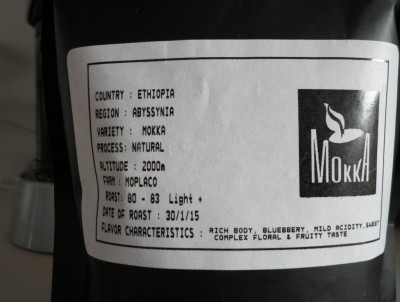 COUNTRY : ETHIOPIA
REGION : ABYSSYNIA
VARIETY : MOKKA
PROCESS: NATURAL
ALTITUDE : 2000m
FARM : MOPLACO
ROAST: 80 - 83 Light +
DATE OF ROAST : 30/1/15
FLAVOR CHARACTERISTICS : RICH BODY, BLUEBBERY, MILD ACIDITY,SWEET
COMPLEX FLORAL & FRUITY TASTE
MOKKA